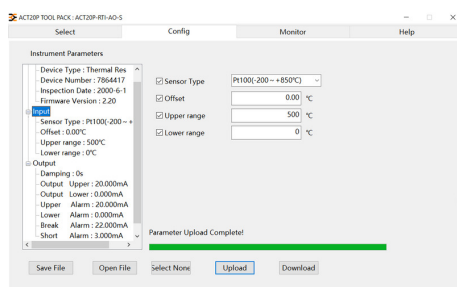 ACT20P TOOL PACK : ACT20P-RTI-AO-S
Select Config Monitor Help
Instrument Parameters
Device Type : Thermal Res
Device Number : 7864417
Inspection Date : 2000-6-1
Firmware Version : 2.20
Input
Sensor Type : Pt100(-200 ~ +
Offset : 0.00℃
Upper range : 500℃
Lower range : 0℃
Output
Damping : 0s
Output Upper : 20.000mA
Output Lower : 0.000mA
Upper Alarm : 20.000mA
Lower Alarm : 0.000mA
Break Alarm : 22.000mA
Short Alarm : 3.000mA
Sensor Type Pt100(-200 ~ +850℃)
Offset 0.00 ℃
Upper range 500 ℃
Lower range 0 ℃
Parameter Upload Complete!
Save File Open File Select None Upload Download